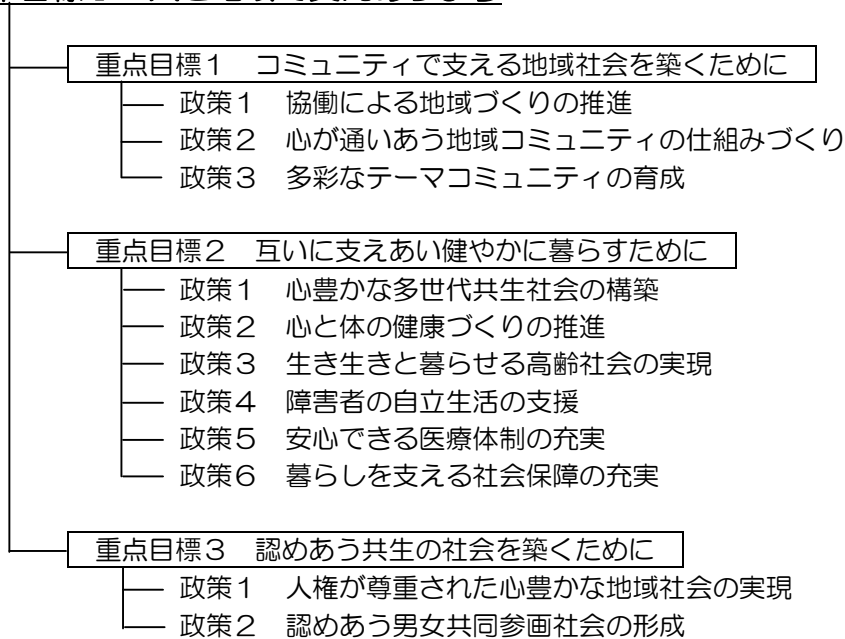 重点目標１　コミュニティで支える地域社会を築くために
政策１　協働による地域づくりの推進
政策２　心が通いあう地域コミュニティの仕組みづくり
政策３　多彩なテーマコミュニティの育成
重点目標２　互いに支えあい健やかに暮らすために
政策１　心豊かな多世代共生社会の構築
政策２　心と体の健康づくりの推進
政策３　生き生きと暮らせる高齢社会の実現
政策４　障害者の自立生活の支援
政策５　安心できる医療体制の充実
政策６　暮らしを支える社会保障の充実
重点目標３　認めあう共生の社会を築くために
政策１　人権が尊重された心豊かな地域社会の実現
政策２　認めあう男女共同参画社会の形成